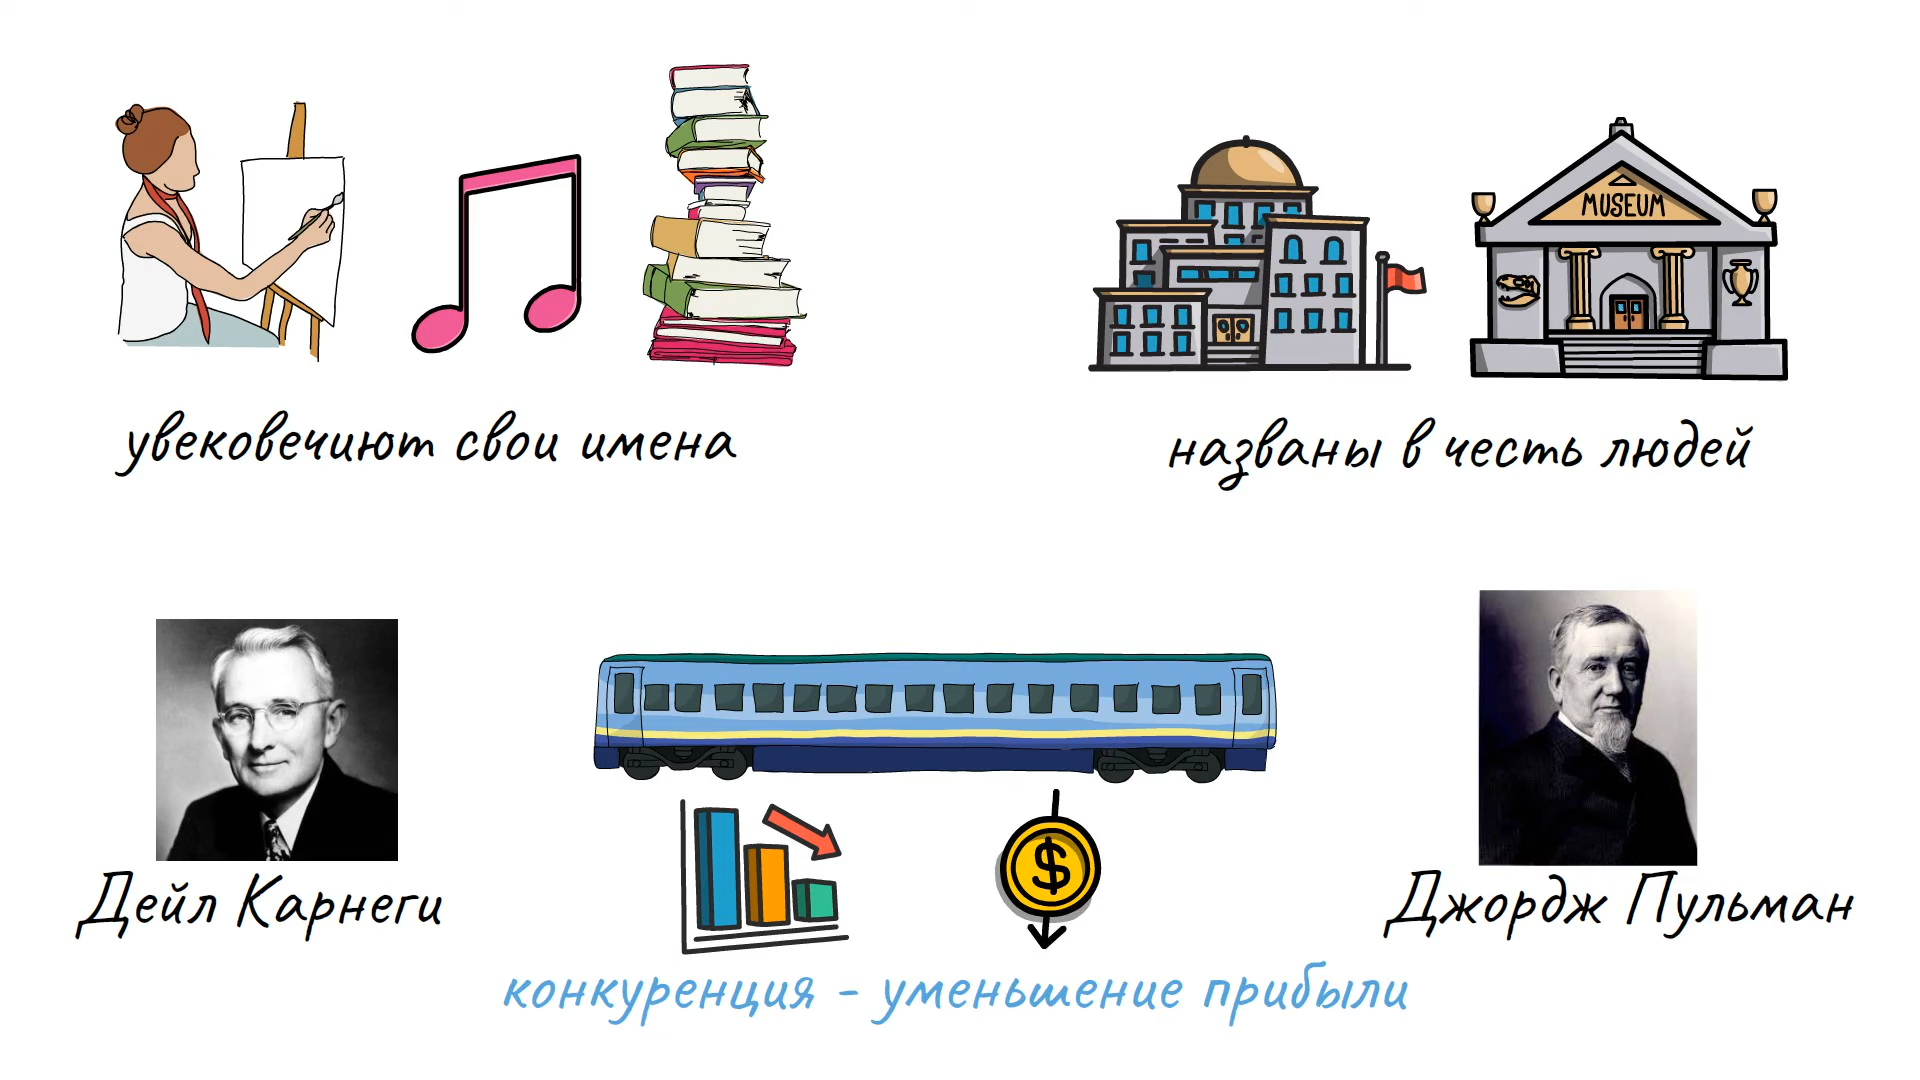 MUSEUM
увековечиют свои имена
названы в честь людей
$
Дейл Карнеги
Джордж Пульман
конкуренция - уменьшение прибыли